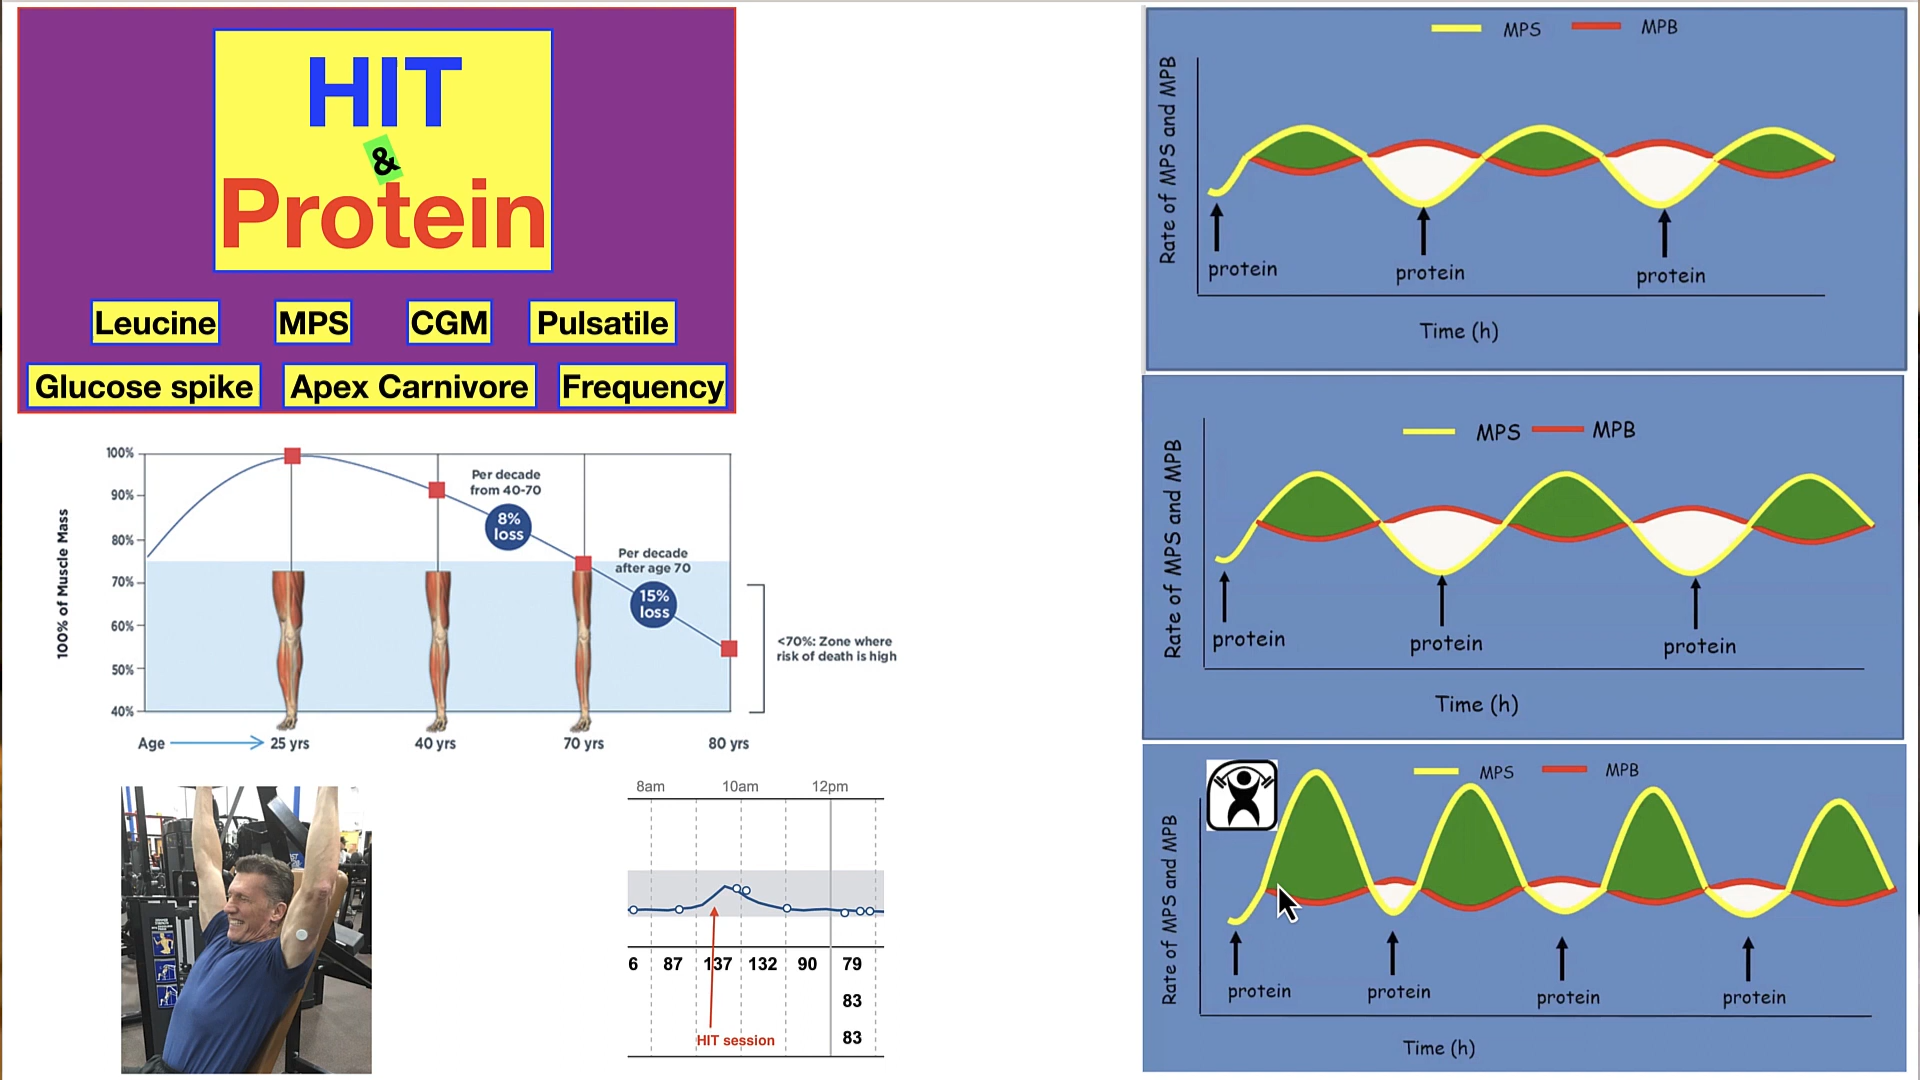 HIT
&
Protein
Leucine MPS CGM Pulsatile
Glucose spike Apex Carnivore Frequency
100% of Muscle Mass
100%
90%
80%
70%
60%
50%
40%
Per decade
from 40-70
8%
loss
Per decade
after age 70
15%
loss
<70%: Zone where
risk of death is high
Age 25 yrs 40 yrs 70 yrs 80 yrs
8am 10am 12pm
6 87 137 132 90 79
83
83
HIT session
MPS MPB
Rate of MPS and MPB
protein protein protein
Time (h)
MPS MPB
Rate of MPS and MPB
protein protein protein
Time (h)
MPS MPB
Rate of MPS and MPB
protein protein protein protein
Time (h)